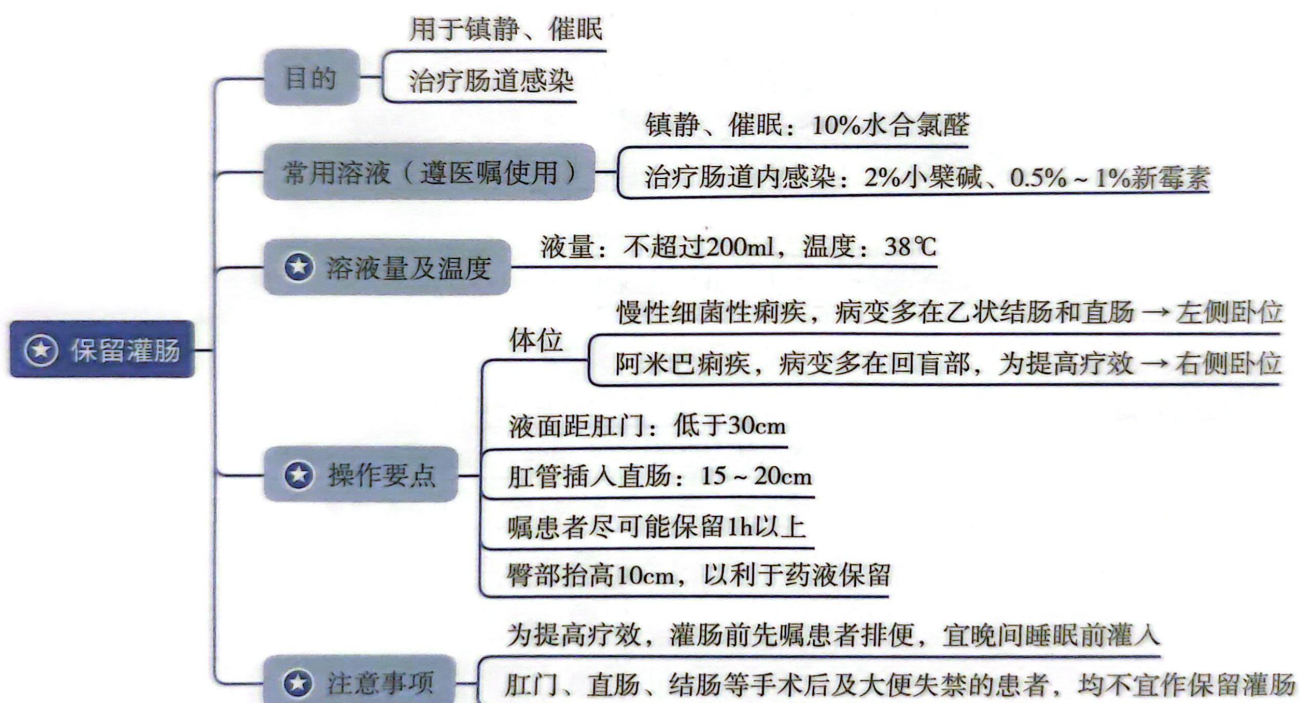 保留灌肠
目的
用于镇静、催眠
治疗肠道感染
常用溶液（遵医嘱使用）
镇静、催眠：10%水合氯醛
治疗肠道内感染：2%小檗碱、0.5%~1%新霉素
溶液量及温度
液量：不超过200ml，温度：38℃
操作要点
体位
慢性细菌性痢疾，病变多在乙状结肠和直肠→左侧卧位
阿米巴痢疾，病变多在回盲部，为提高疗效→右侧卧位
液面距肛门：低于30cm
肛管插入直肠：15~20cm
嘱患者尽可能保留1h以上
臀部抬高10cm，以利于药液保留
注意事项
为提高疗效，灌肠前先嘱患者排便，宜晚间睡眠前灌入
肛门、直肠、结肠等手术后及大便失禁的患者，均不宜作保留灌肠